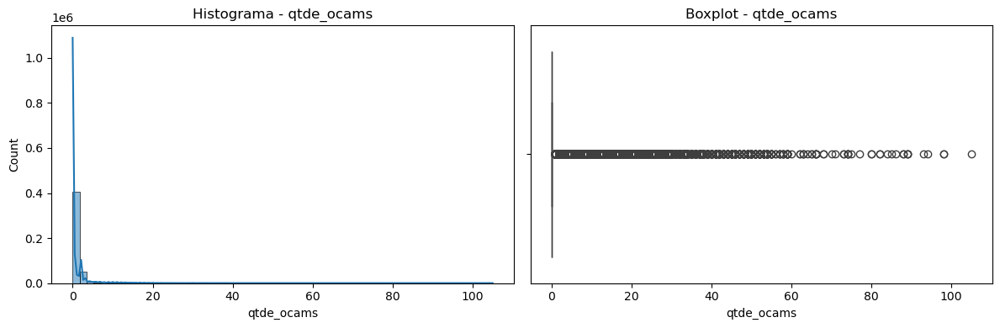 Histograma - qtde_ocams
1e6
1.0
0.8
0.6
0.4
0.2
0.0
Count
0 20 40 60 80 100
qtde_ocams
Boxplot - qtde_ocams
0 20 40 60 80 100
qtde_ocams